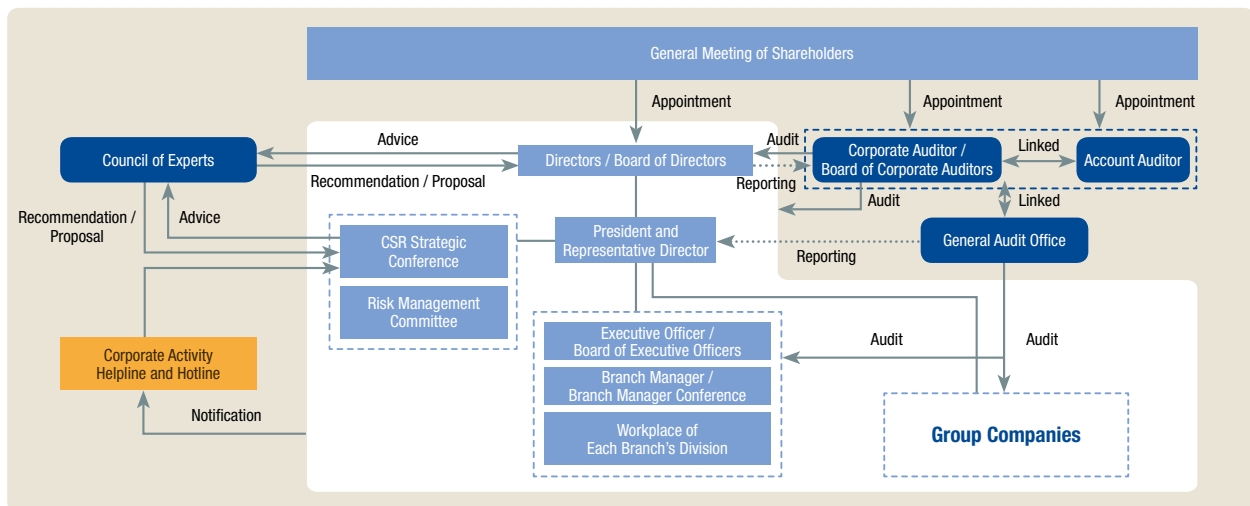 General Meeting of Shareholders
Appointment
Appointment
Appointment
Council of Experts
Advice
Recommendation / Proposal
Directors / Board of Directors
Audit
Reporting
Corporate Auditor /
Board of Corporate Auditors
Linked
Account Auditor
Audit
Linked
Recommendation /
Proposal
Advice
CSR Strategic
Conference
President and
Representative Director
Reporting
General Audit Office
Risk Management
Committee
Corporate Activity
Helpline and Hotline
Notification
Executive Officer /
Board of Executive Officers
Branch Manager /
Branch Manager Conference
Workplace of
Each Branch's Division
Audit
Audit
Group Companies